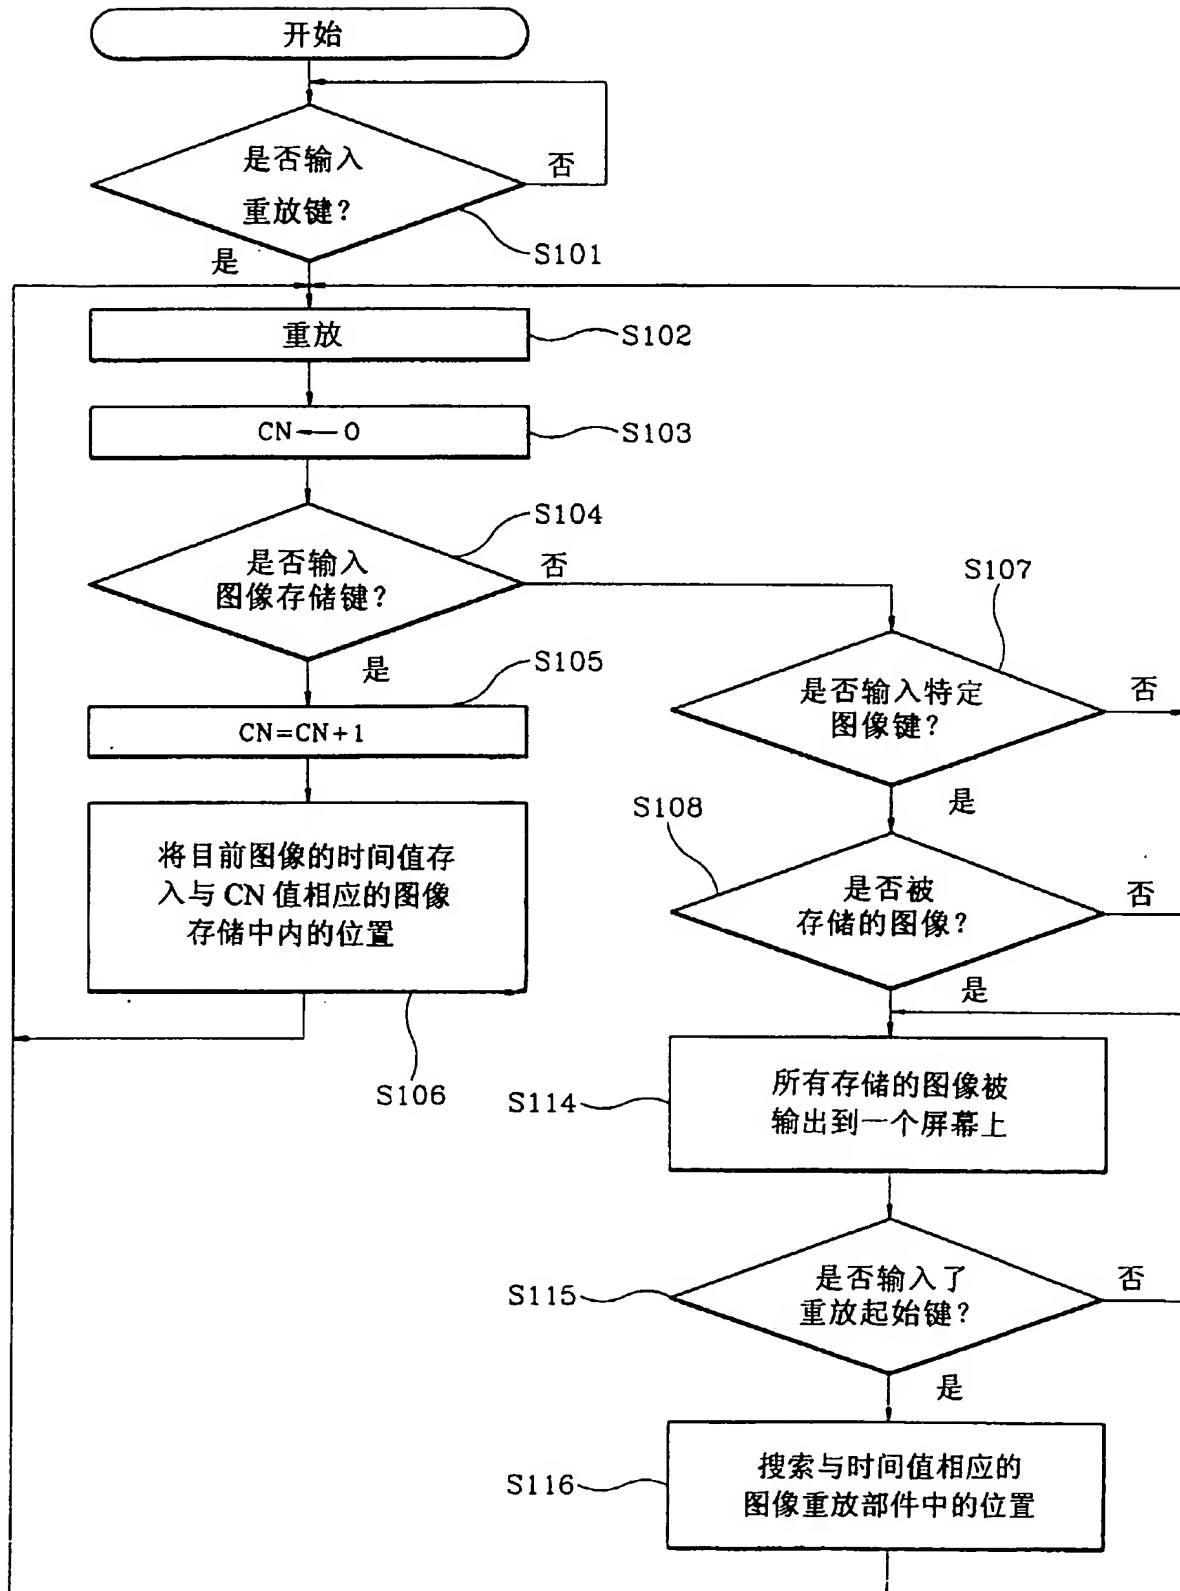 开始
是否输入
重放键?
否
S101
是
重放
S102
CN←0
S103
S104
是否输入
图像存储键?
否
是
S105
CN=CN+1
将目前图像的时间值存
入与CN值相应的图像
存储中内的位置
S106
S107
是否输入特定
图像键?
否
是
S108
是否被
存储的图像?
否
是
S114
所有存储的图像被
输出到一个屏幕上
S115
是否输入了
重放起始键?
否
是
S116
搜索与时间值相应的
图像重放部件中的位置